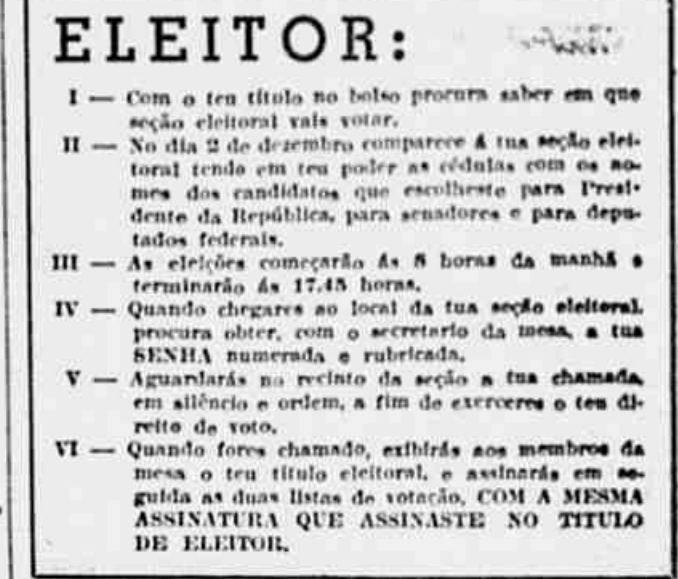 ELEITOR:
I — Com o teu título no bolso procura saber em que
seção eleitoral vais votar.
II — No dia 2 de dezembro comparece á tua seção elei-
toral tendo em teu poder as cédulas com os no-
mes dos candidatos que escolheste para Presi-
dente da República, para senadores e para depu-
tados federais.
III — As eleições começarão ás 8 horas da manhã e
terminarão ás 17,45 horas.
IV — Quando chegares ao local da tua seção eleitoral,
procura obter, com o secretario da mesa, a tua
SENHA numerada e rubricada.
V — Aguardarás no recinto da seção a tua chamada,
em silêncio e ordem, a fim de exerceres o teu di-
reito de voto.
VI — Quando fores chamado, exibirás aos membros da
mesa o teu título eleitoral, e assinarás em se-
guida as duas listas de votação, COM A MESMA
ASSINATURA QUE ASSINASTE NO TITULO
DE ELEITOR.